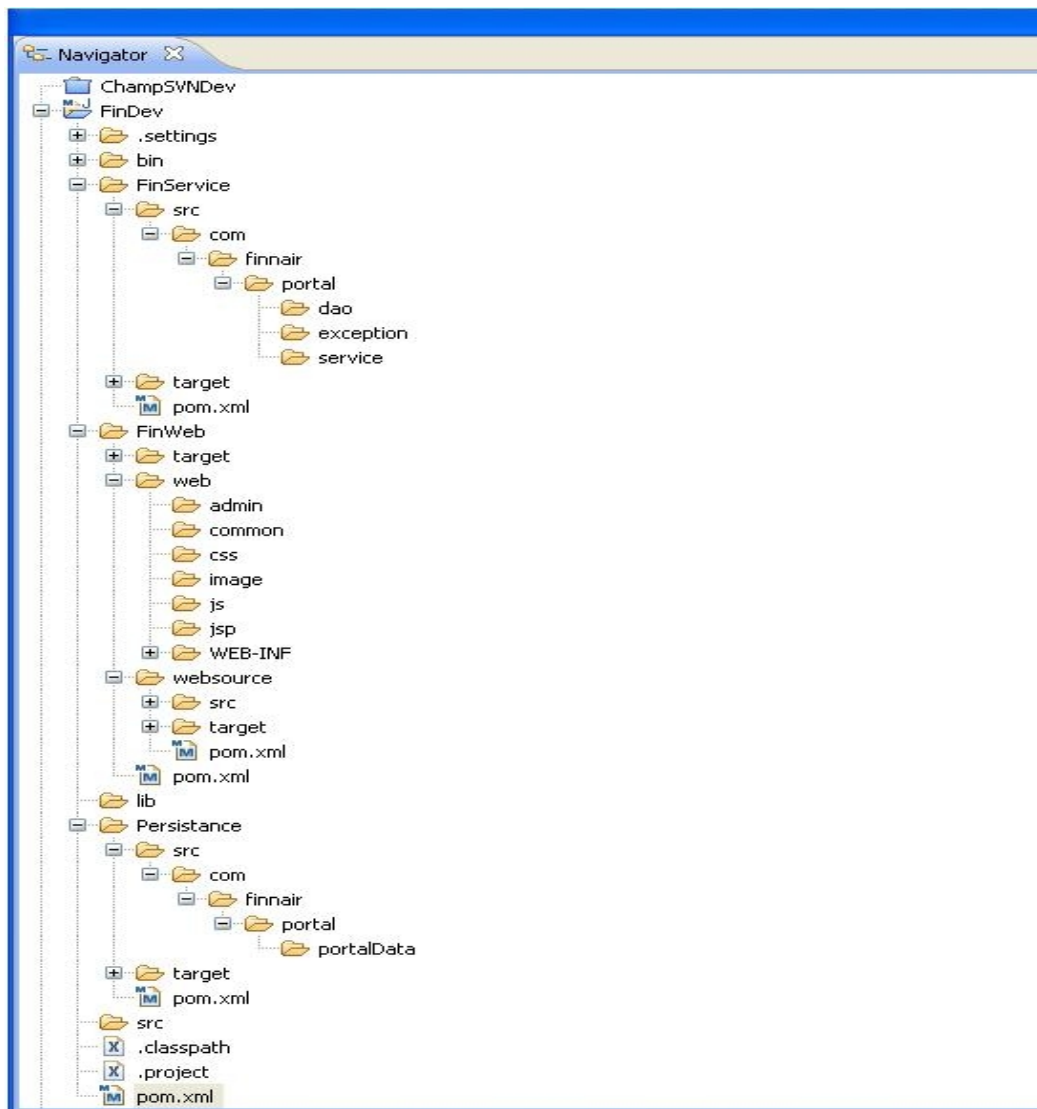 Navigator
ChampSVNDev
FinDev
.settings
bin
FinService
src
com
finnair
portal
dao
exception
service
target
pom.xml
FinWeb
target
web
admin
common
css
image
js
jsp
WEB-INF
websource
src
target
pom.xml
pom.xml
lib
Persistance
src
com
finnair
portal
portalData
target
pom.xml
src
.classpath
.project
pom.xml